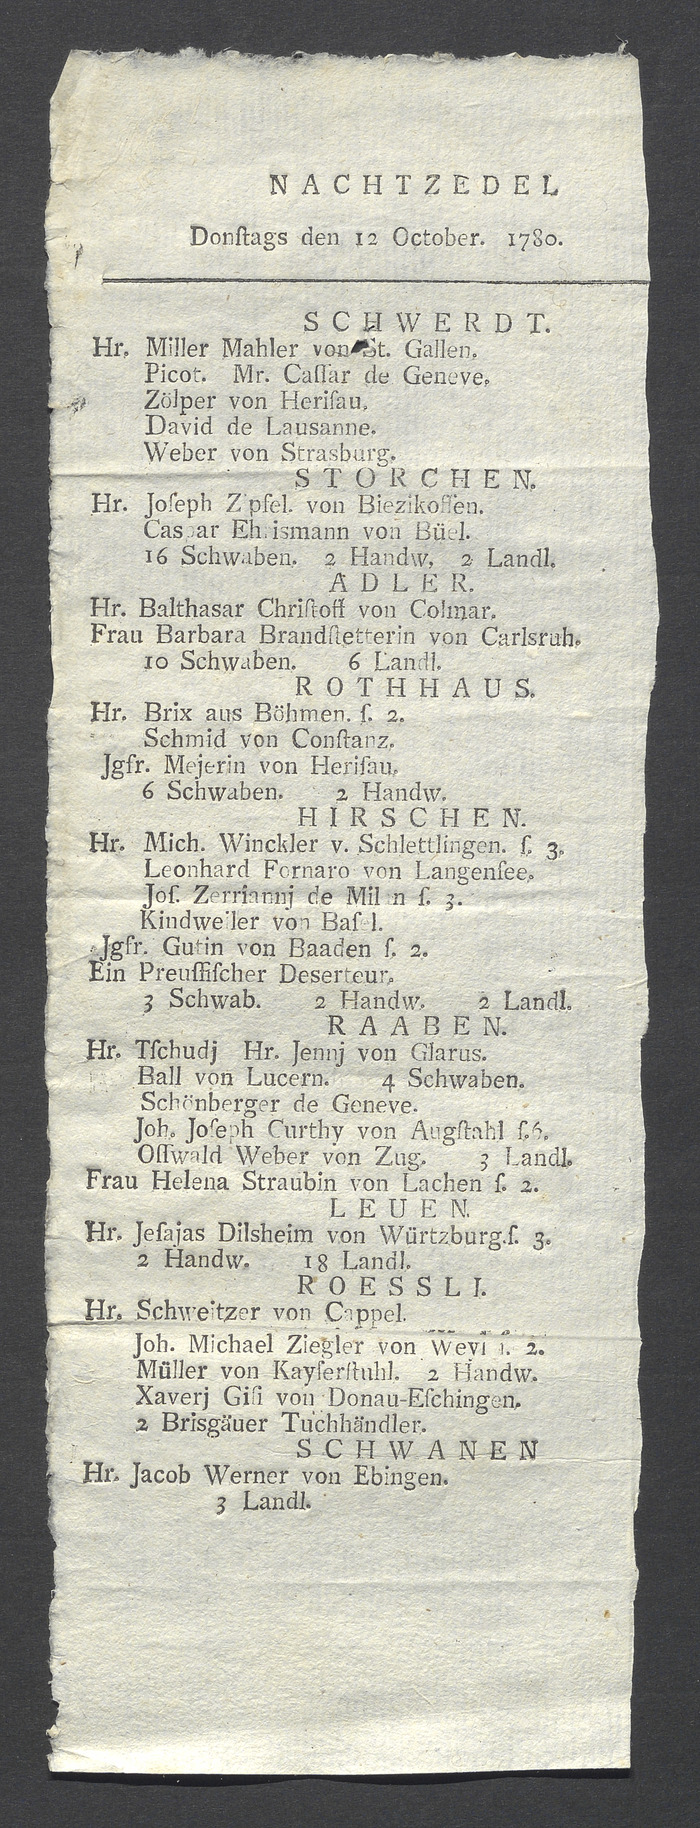 NACHTZEDEL
Donſtags den 12 October. 1780.
SCHWERDT.
Hr. Miller Mahler von St. Gallen.
Picot. Mr. Caſſar de Geneve.
Zölper von Heriſau.
David de Lausanne.
Weber von Strasburg.
STORCHEN.
Hr. Joſeph Z pfel. von Biezikoffen.
Caspar Eh ismann von Büel.
16 Schwaben. 2 Handw. 2 Landl.
ADLER.
Hr. Balthasar Chriſtoff von Colmar.
Frau Barbara Brandſtetterin von Carlsruh.
10 Schwaben. 6 Landl.
ROTHHAUS.
Hr. Brix aus Böhmen. ſ. 2.
Schmid von Conſtanz.
Jgfr. Mejerin von Heriſau.
6 Schwaben. 2 Handw.
HIRSCHEN.
Hr. Mich. Winckler v. Schlettlingen. ſ. 3.
Leonhard Fornaro von Langenſee.
Joſ. Zerriannj de Mil n ſ. 3.
Kindweiler von Baſel.
Jgfr. Gutin von Baaden ſ. 2.
Ein Preuſſiſcher Deserteur.
3 Schwab. 2 Handw. 2 Landl.
RAABEN.
Hr. Tſchudj Hr. Jennj von Glarus.
Ball von Lucern. 4 Schwaben.
Schönberger de Geneve.
Joh. Joſeph Curthy von Augſtahl ſ.6.
Oſſwald Weber von Zug. 3 Landl.
Frau Helena Straubin von Lachen ſ. 2.
LEUEN.
Hr. Jeſajas Dilsheim von Würtzburg.ſ. 3.
2 Handw. 18 Landl.
ROESSLI.
Hr. Schweitzer von Cappel.
Joh. Michael Ziegler von 2.
Müller von Kayſerſtuhl. 2 Handw.
Xaverj Giſi von Donau-Eſchingen.
2 Brisgäuer Tuchhändler.
SCHWANEN
Hr. Jacob Werner von Ebingen.
3 Landl.